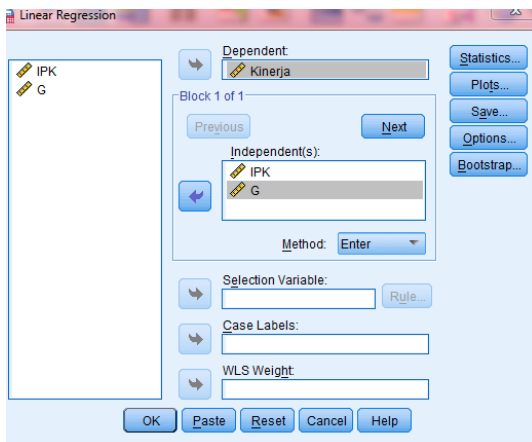 Linear Regression
IPK
G
Dependent:
Kinerja
Block 1 of 1
Previous
Next
Independent(s):
IPK
G
Method: Enter
Selection Variable:
Rule...
Case Labels:
WLS Weight:
Statistics...
Plots...
Save...
Options...
Bootstrap...
OK Paste Reset Cancel Help